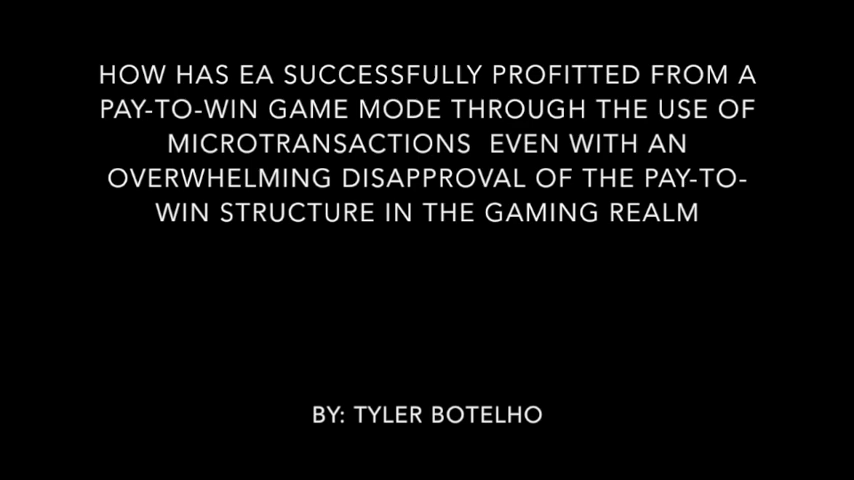 HOW HAS EA SUCCESSFULLY PROFITTED FROM A
PAY-TO-WIN GAME MODE THROUGH THE USE OF
MICROTRANSACTIONS  EVEN WITH AN
OVERWHELMING DISAPPROVAL OF THE PAY-TO-
WIN STRUCTURE IN THE GAMING REALM
BY: TYLER BOTELHO